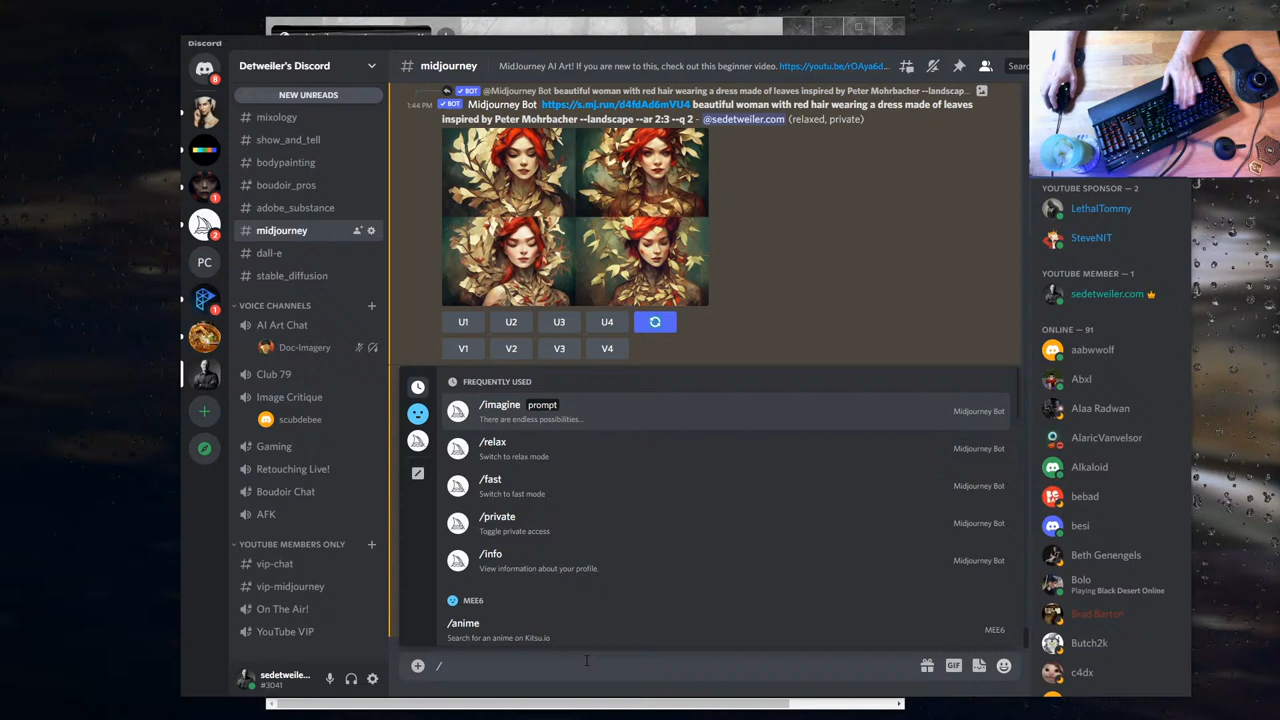 Discord
Detweiler's Discord
midjourney
MidJourney AI Art! If you are new to this, check out this beginner video. https://youtu.be/rOAya6d...
Sear
8
NEW UNREADS
# mixology
# show_and_tell
# bodypainting
# boudoir_pros
# adobe_substance
# midjourney
# dall-e
# stable_diffusion
VOICE CHANNELS
AI Art Chat
Doc-Imagery
Club 79
Image Critique
scubdebee
Gaming
Retouching Live!
Boudoir Chat
AFK
YOUTUBE MEMBERS ONLY
# vip-chat
# vip-midjourney
On The Air!
YouTube VIP
sedetweile...
#3041
1
2
PC
1
BOT @Midjourney Bot beautiful woman with red hair wearing a dress made of leaves inspired by Peter Mohrbacher --landscap...
1:44 PM BOT Midjourney Bot https://s.mj.run/d4fdAd6mVU4 beautiful woman with red hair wearing a dress made of leaves
inspired by Peter Mohrbacher --landscape --ar 2:3 --q 2 - @sedetweiler.com (relaxed, private)
U1 U2 U3 U4
V1 V2 V3 V4
FREQUENTLY USED
/imagine prompt
There are endless possibilities...
Midjourney Bot
/relax
Switch to relax mode
Midjourney Bot
/fast
Switch to fast mode
Midjourney Bot
/private
Toggle private access
Midjourney Bot
/info
View information about your profile.
Midjourney Bot
MEE6
/anime
Search for an anime on Kitsu.io
MEE6
/
GIF
YOUTUBE SPONSOR — 2
LethalTommy
SteveNIT
YOUTUBE MEMBER — 1
sedetweiler.com
ONLINE — 91
aabwwolf
Abxl
Alaa Radwan
AlaricVanvelsor
Alkaloid
bebad
besi
Beth Genengels
Bolo
Playing Black Desert Online
Brad Barton
Butch2k
c4dx